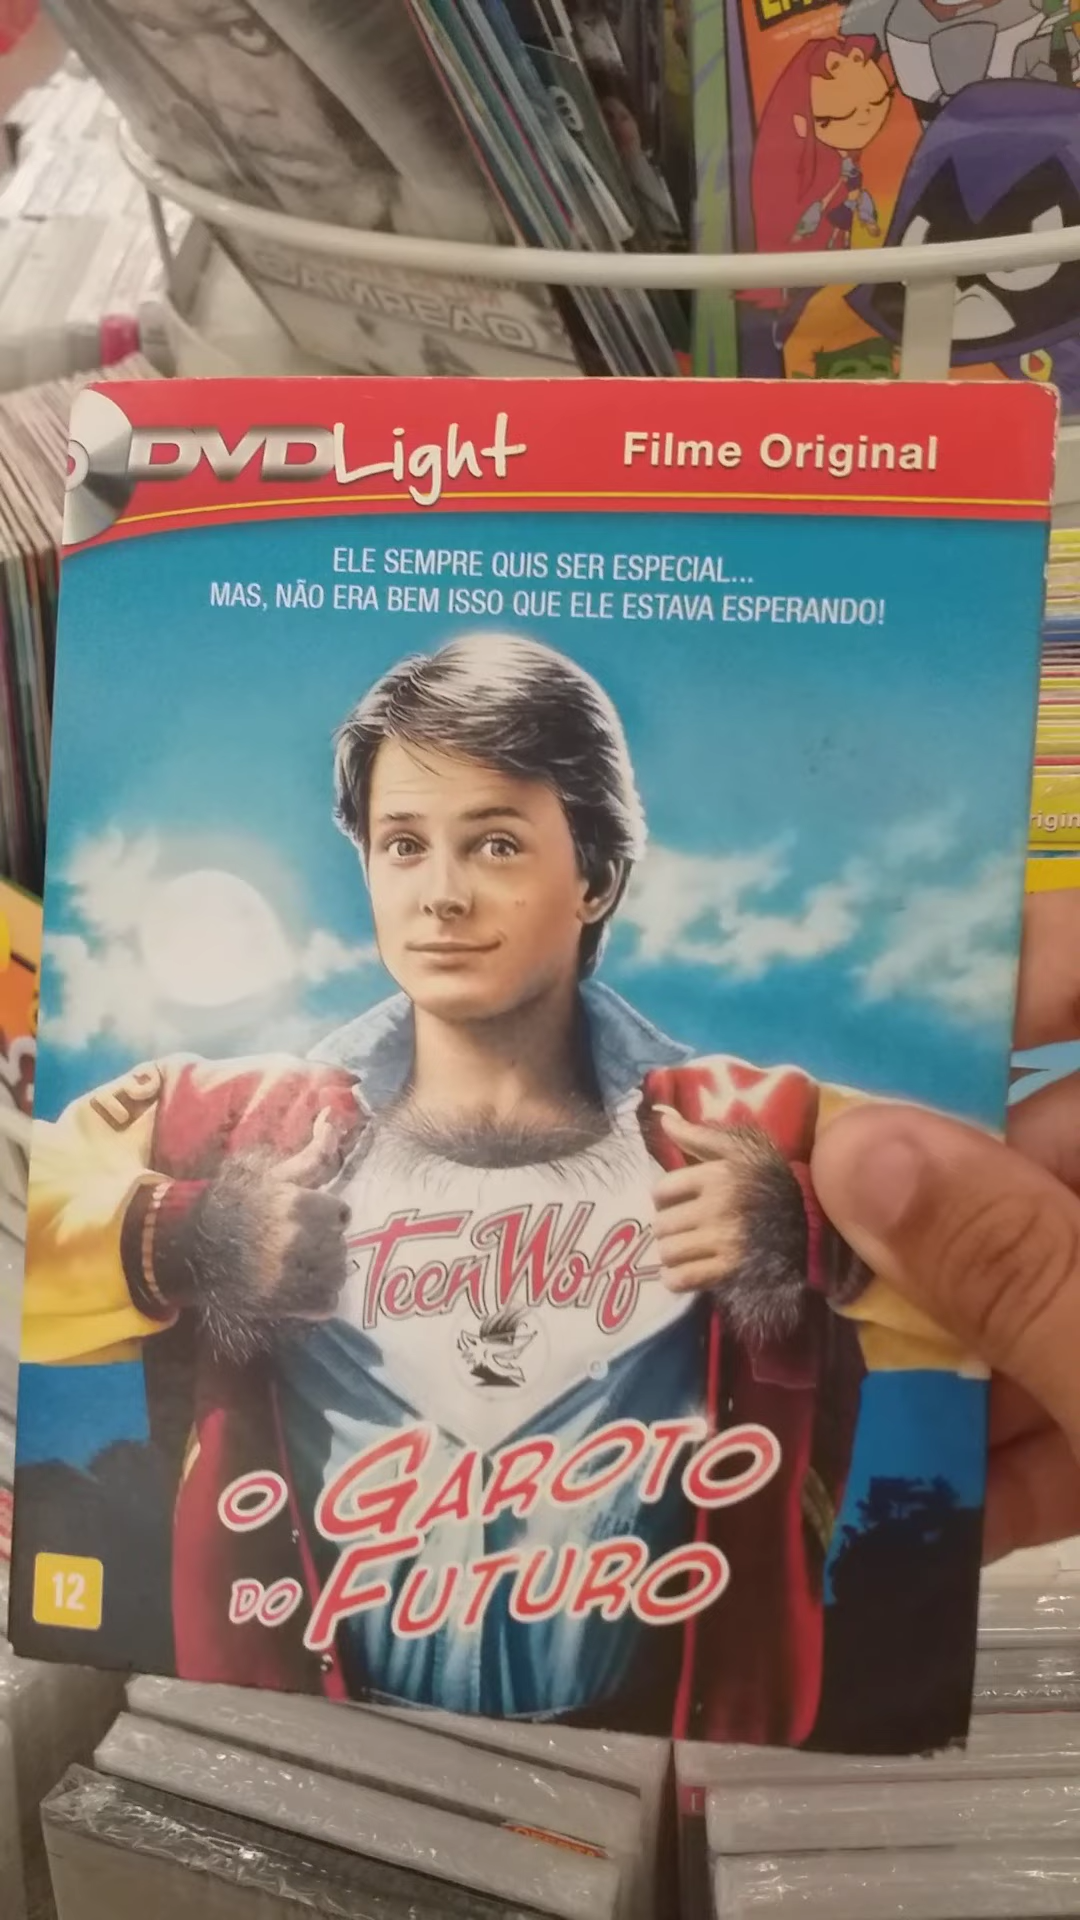 CAMPEÃO
DVDLight
Filme Original
ELE SEMPRE QUIS SER ESPECIAL...
MAS, NÃO ERA BEM ISSO QUE ELE ESTAVA ESPERANDO!
Teen Wolf
O GAROTO
DO FUTURO
12